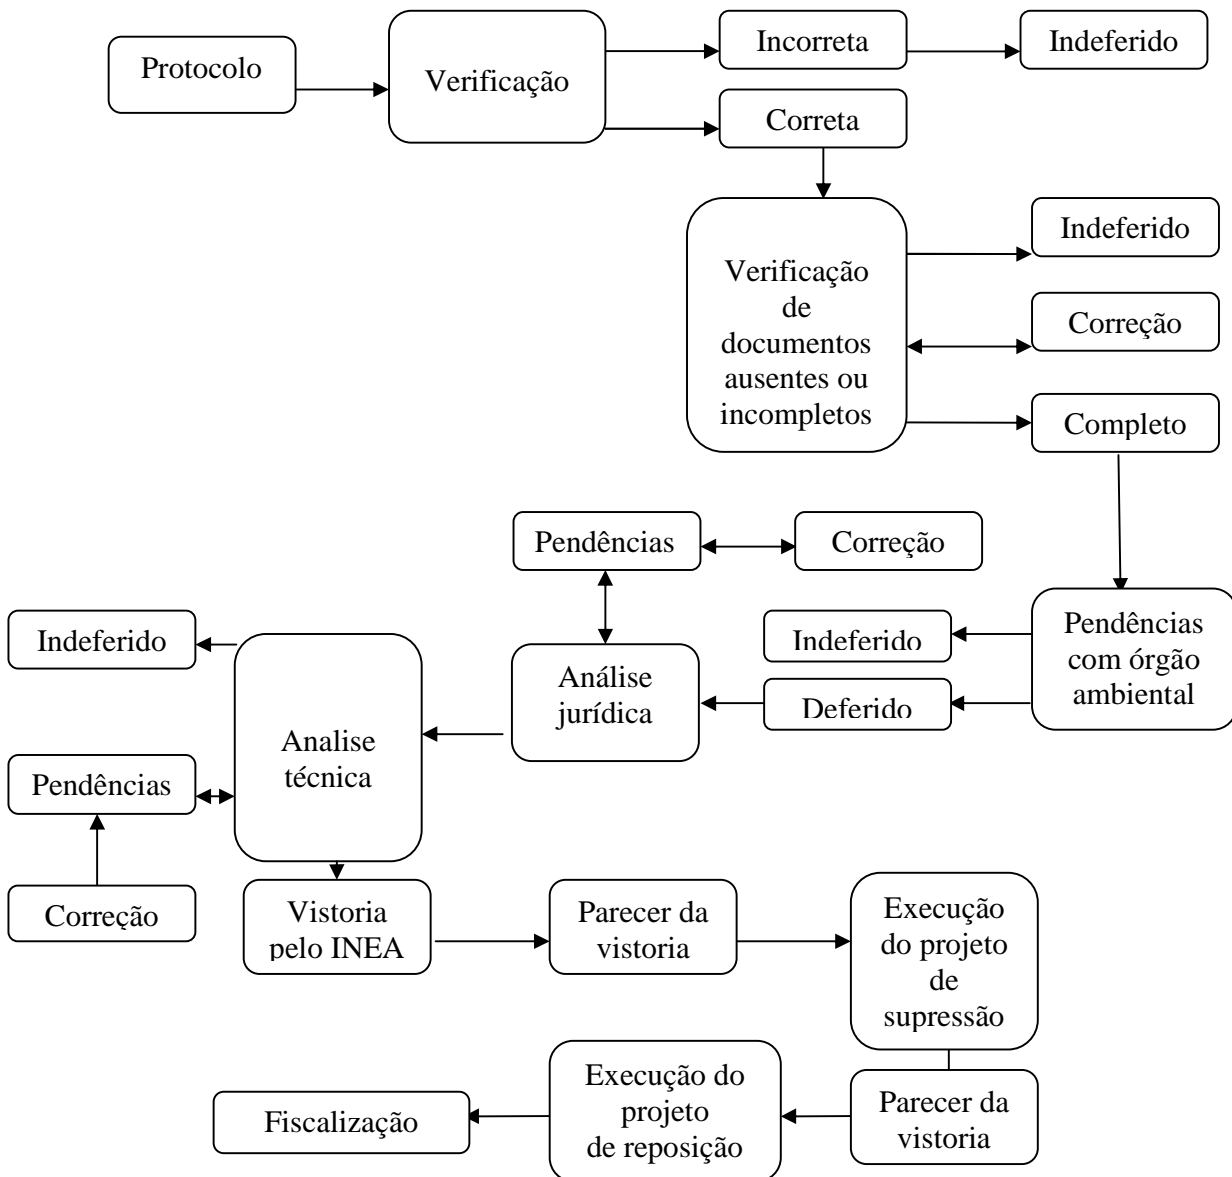 Protocolo
Verificação
Incorreta
Indeferido
Correta
Verificação
de
documentos
ausentes ou
incompletos
Indeferido
Correção
Completo
Pendências
Correção
Indeferido
Pendências
com órgão
ambiental
Indeferido
Análise
jurídica
Deferido
Analise
técnica
Pendências
Correção
Vistoria
pelo INEA
Parecer da
vistoria
Execução
do projeto
de
supressão
Parecer da
vistoria
Execução do
projeto
de reposição
Fiscalização